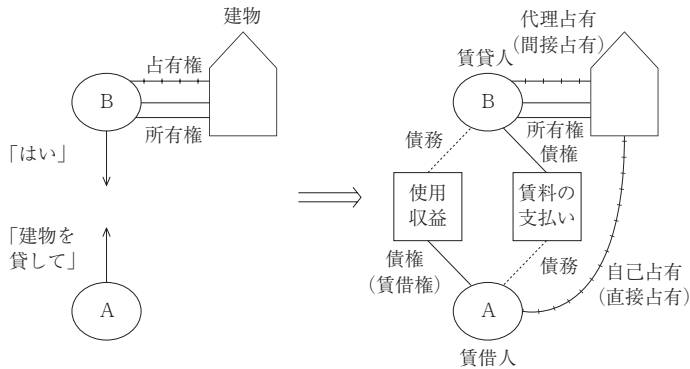 建物
占有権
B
所有権
「はい」
「建物を
貸して」
A
代理占有
（間接占有）
賃貸人
B
所有権
債務
債権
使用
収益
賃料の
支払い
債権
（賃借権）
債務
自己占有
（直接占有）
A
賃借人